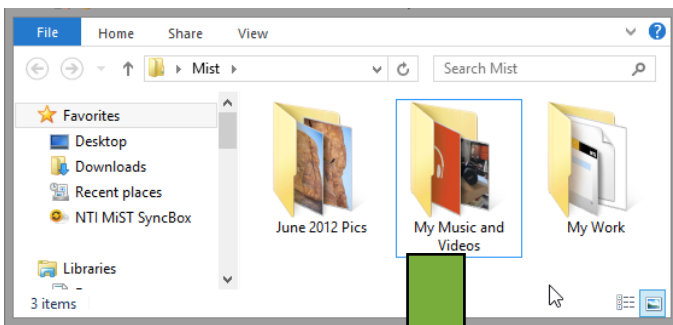 File Home Share View
Mist
Search Mist
Favorites
Desktop
Downloads
Recent places
NTI MiST SyncBox
Libraries
June 2012 Pics
My Music and
Videos
My Work
3 items